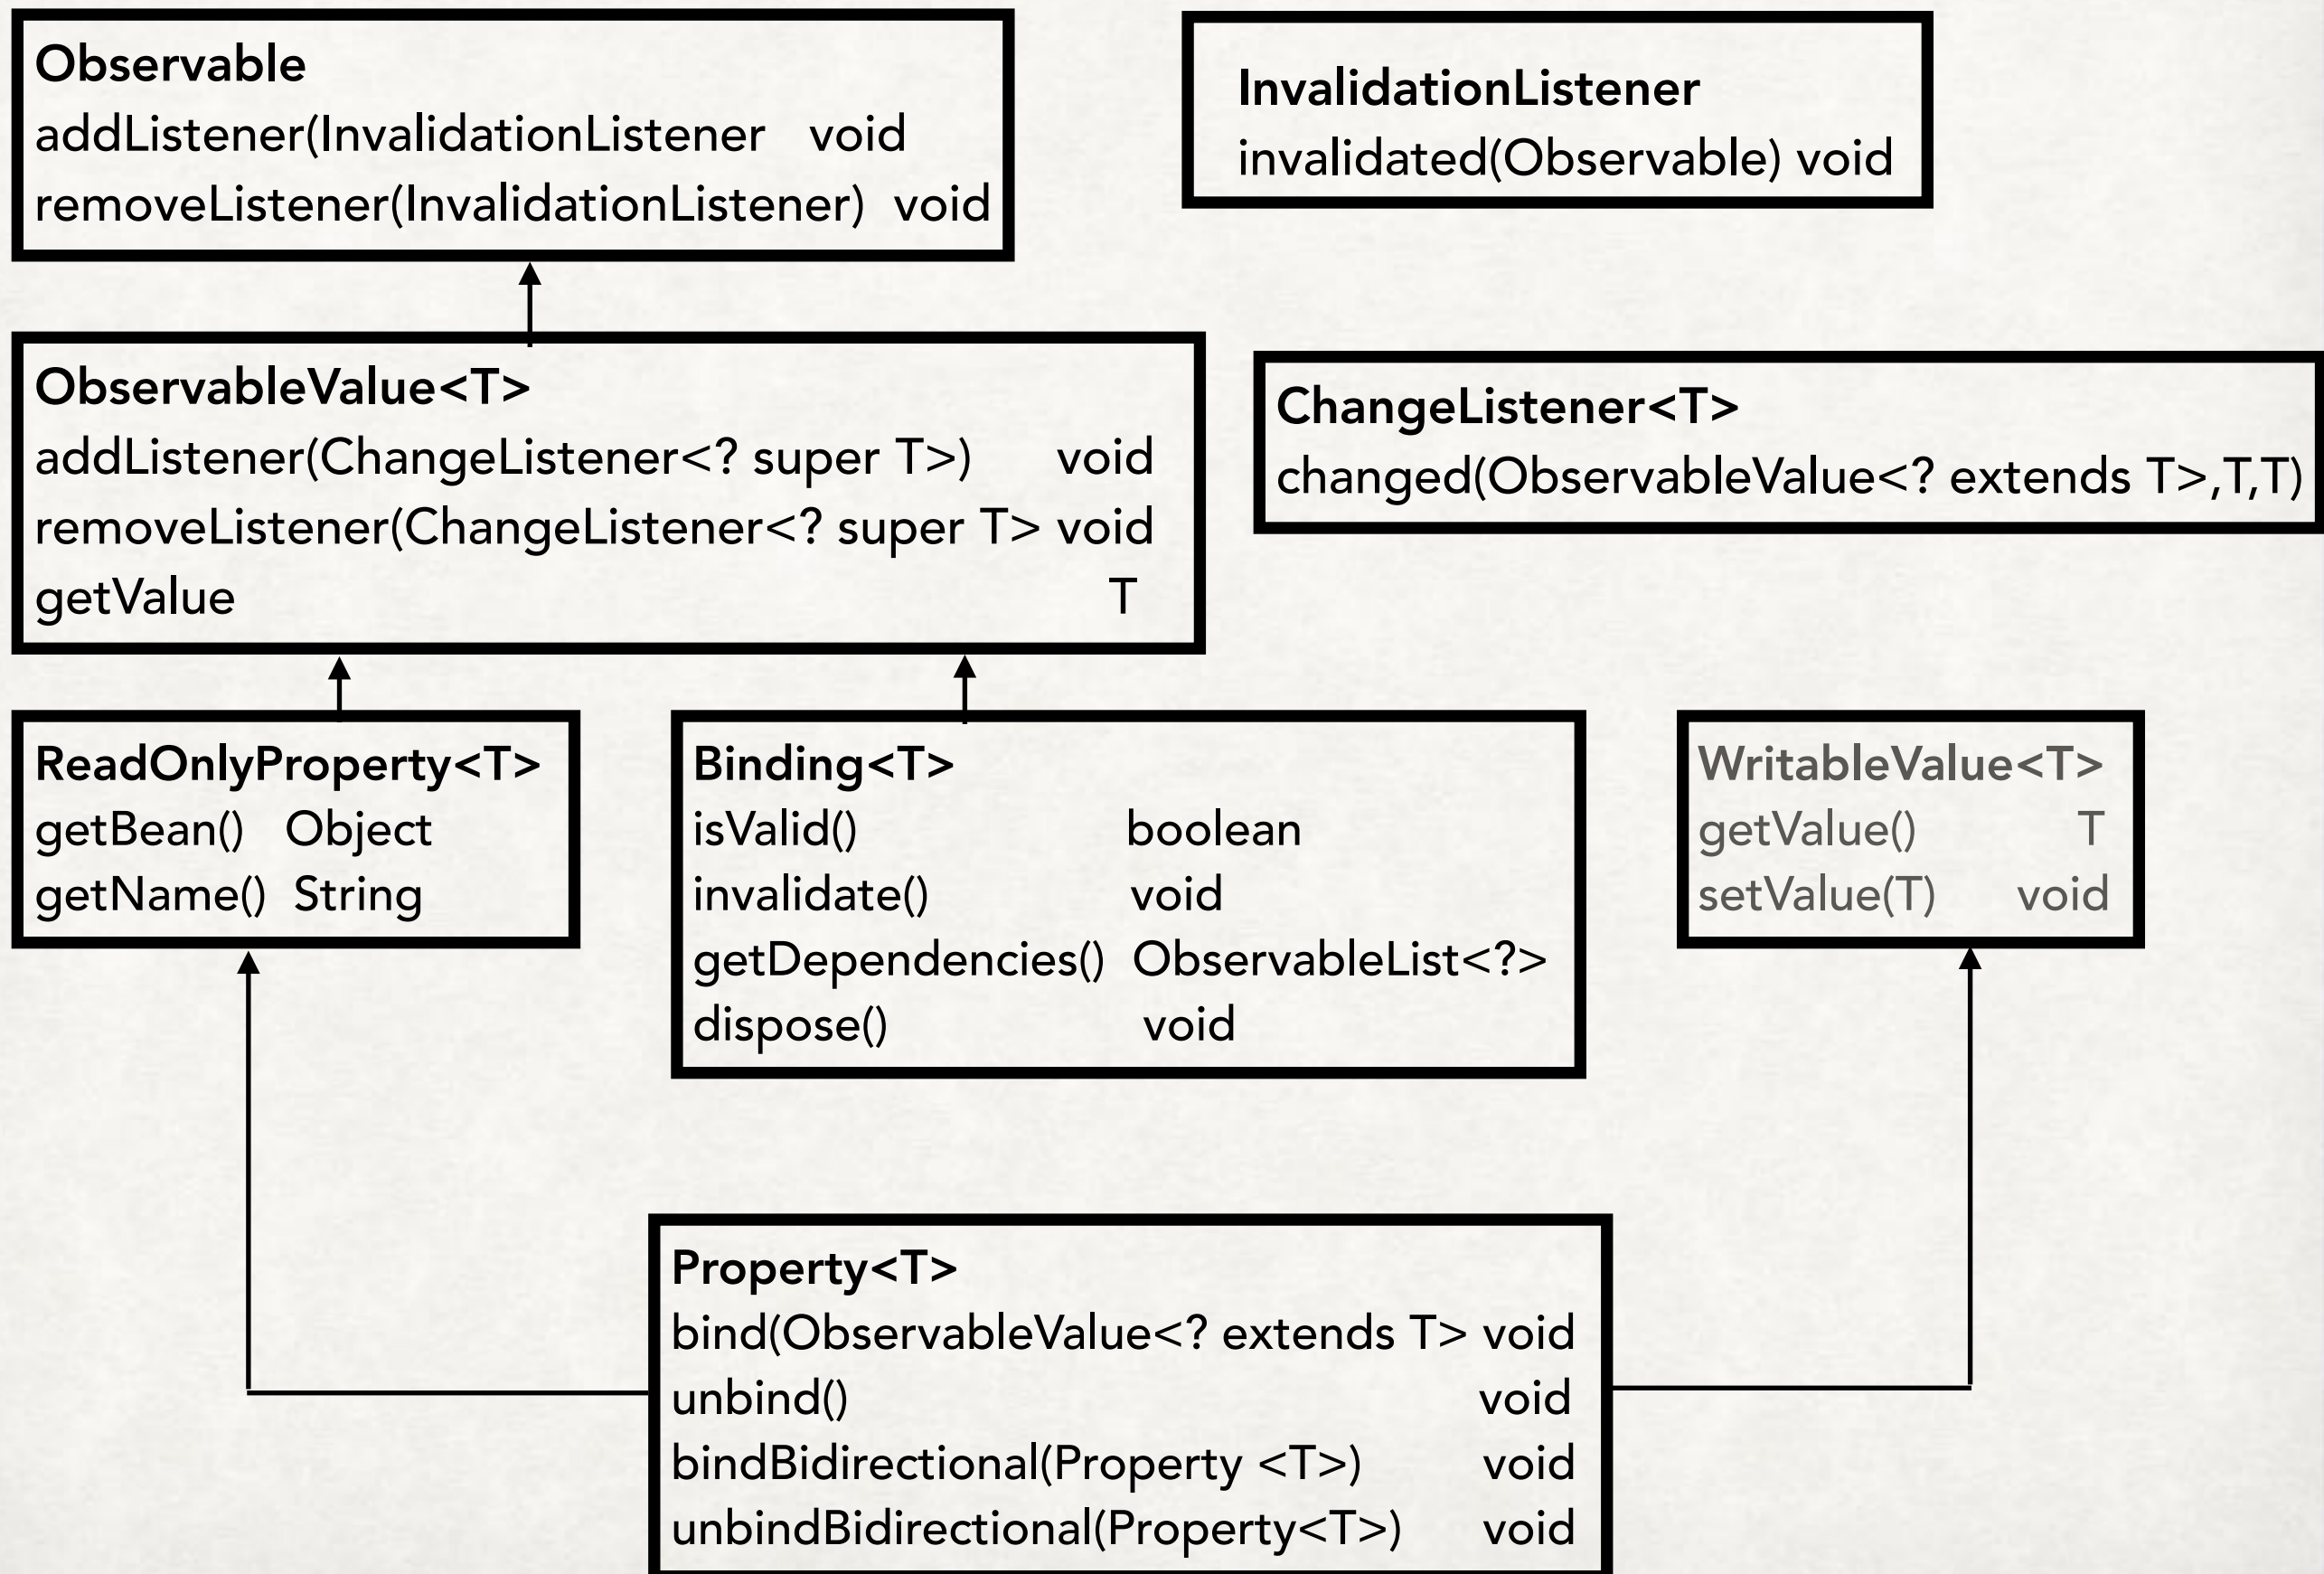 Observable
addListener(InvalidationListener void
removeListener(InvalidationListener) void
InvalidationListener
invalidated(Observable) void
ObservableValue<T>
addListener(ChangeListener<? super T>) void
removeListener(ChangeListener<? super T> void
getValue T
ChangeListener<T>
changed(ObservableValue<? extends T>,T,T)
ReadOnlyProperty<T>
getBean() Object
getName() String
Binding<T>
isValid() boolean
invalidate() void
getDependencies() ObservableList<?>
dispose() void
WritableValue<T>
getValue() T
setValue(T) void
Property<T>
bind(ObservableValue<? extends T> void
unbind() void
bindBidirectional(Property <T>) void
unbindBidirectional(Property<T>) void